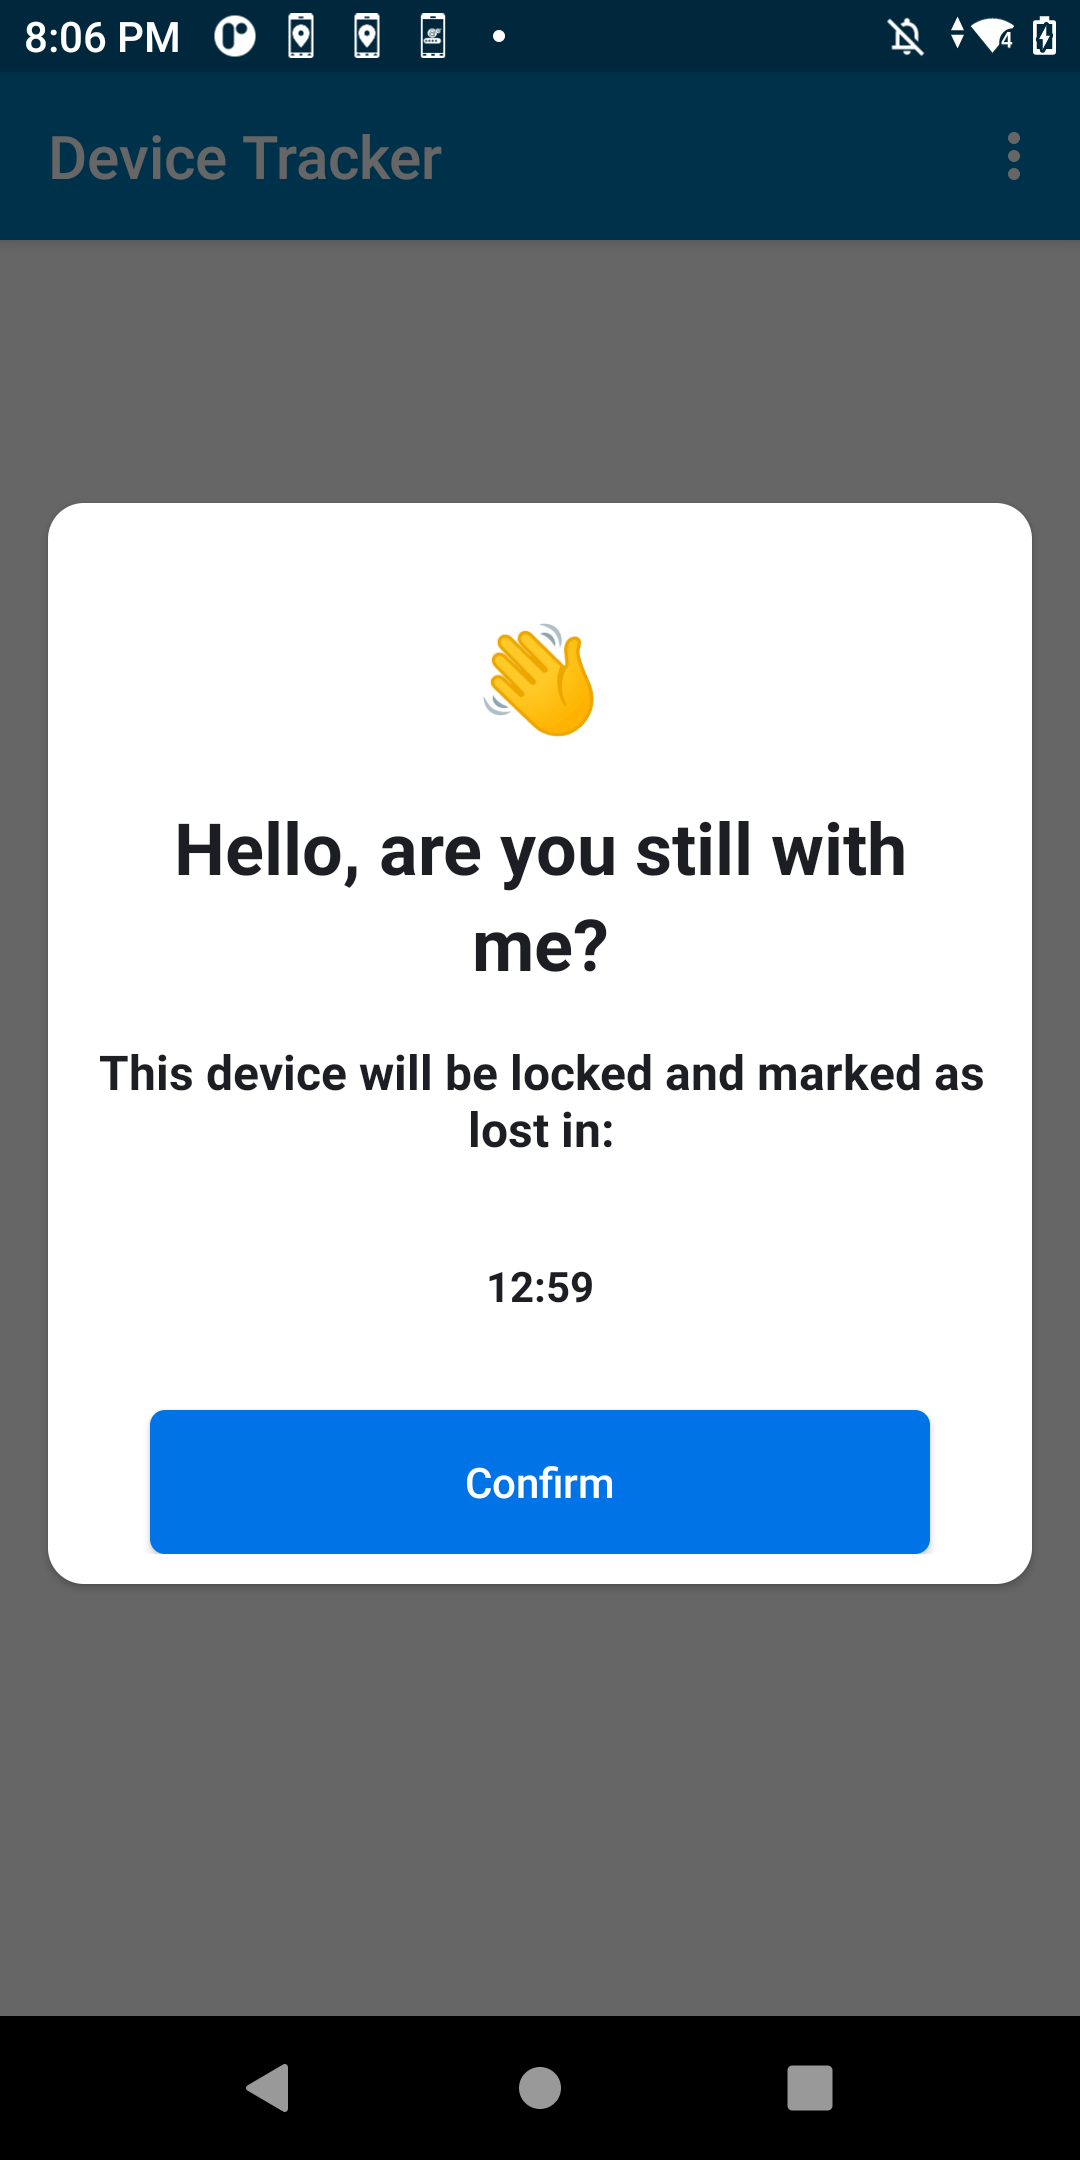 8:06 PM
4
Device Tracker
Hello, are you still with
me?
This device will be locked and marked as
lost in:
12:59
Confirm